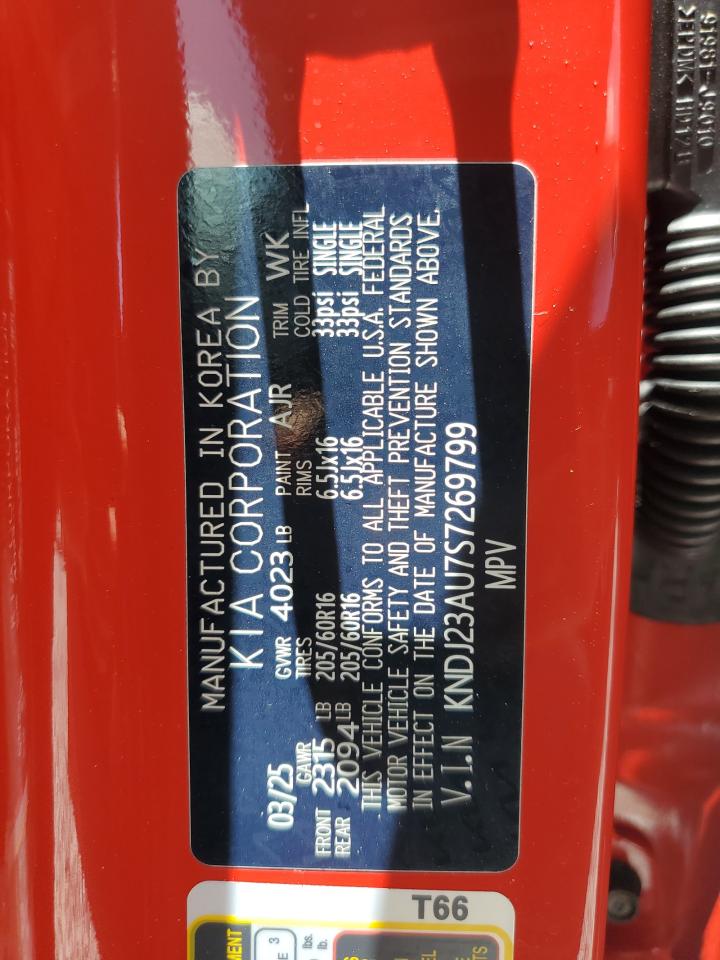 MANUFACTURED IN KOREA BY
KIA CORPORATION
03/25 GVWR 4023 LB PAINT AJR TRIM WK
GAWR TIRES RIMS COLD TIRE INFL
FRONT 2315 LB 205/60R16 6.5Jx16 33psi SINGLE
REAR 2094 LB 205/60R16 6.5Jx16 33psi SINGLE
THIS VEHICLE CONFORMS TO ALL APPLICABLE U.S.A. FEDERAL
MOTOR VEHICLE SAFETY AND THEFT PREVENTION STANDARDS
IN EFFECT ON THE DATE OF MANUFACTURE SHOWN ABOVE.
V.I.N KNDJ23AU7S7269799
MPV
T66
91961-J9010